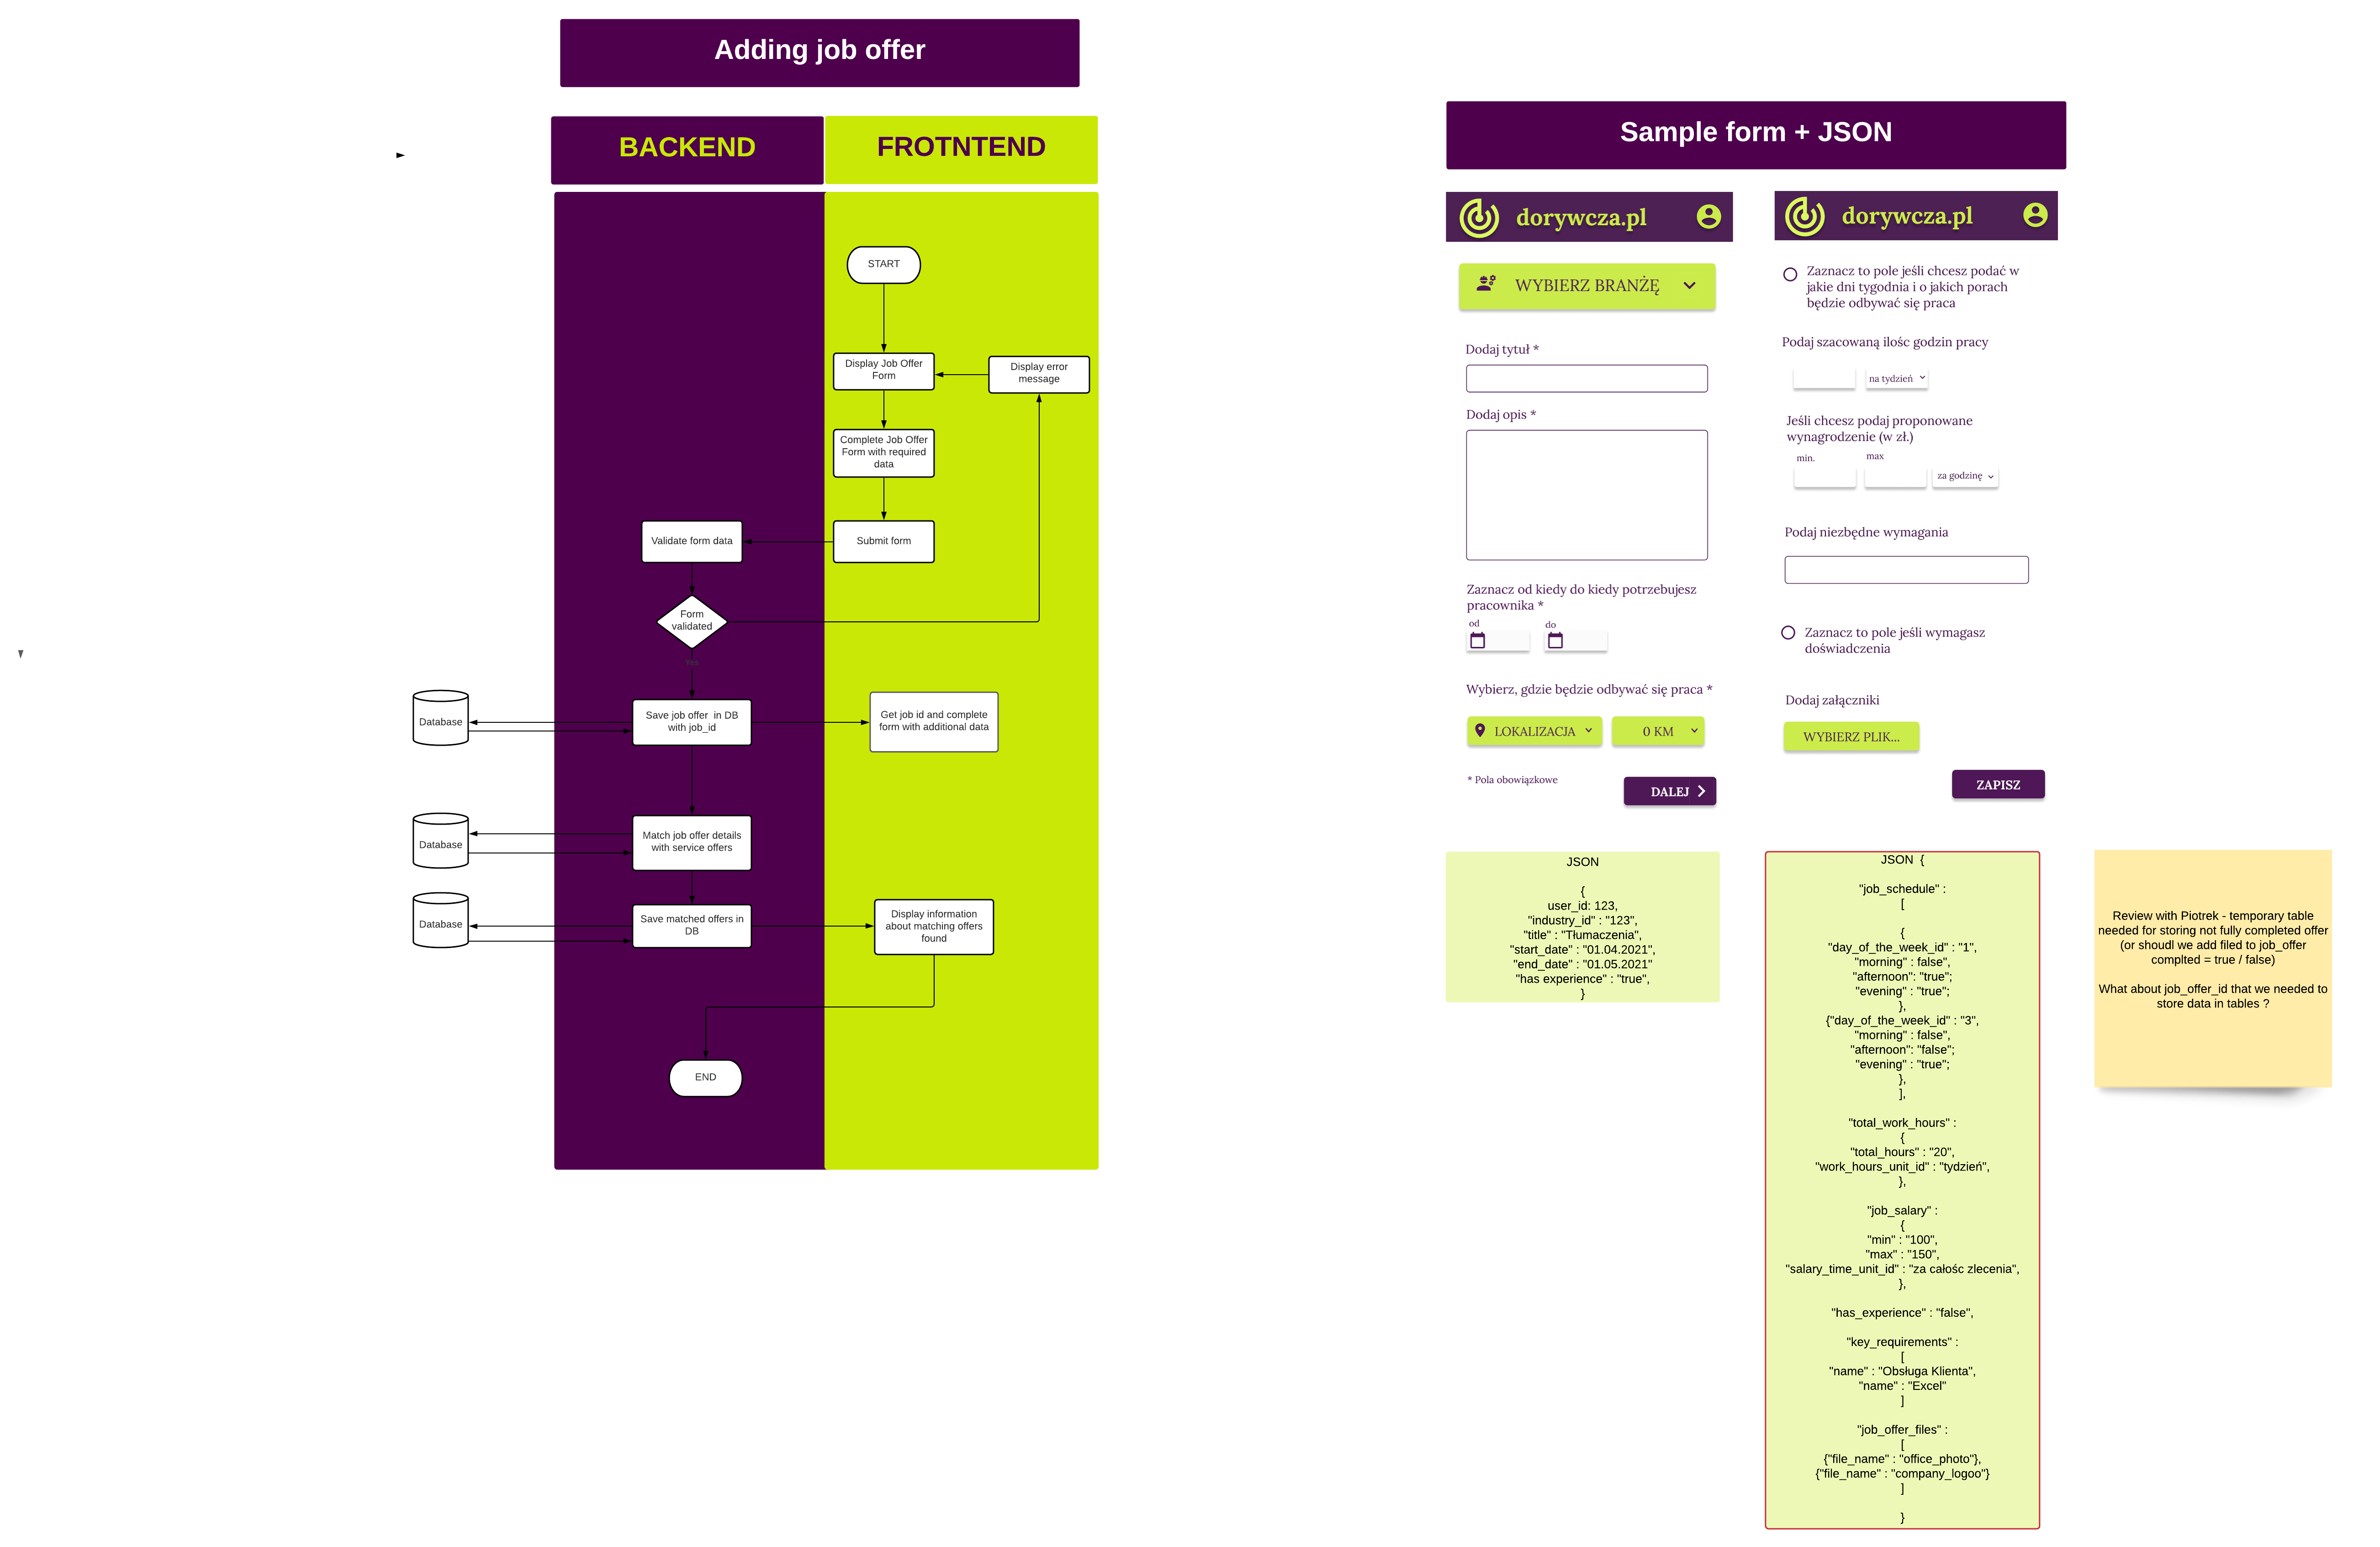 Adding job offer
BACKEND
FROTNTEND
START
Display Job Offer
Form
Display error
message
Complete Job Offer
Form with required
data
Validate form data
Submit form
Form
validated
Yes
Database
Save job offer  in DB
with job_id
Get job id and complete
form with additional data
Database
Match job offer details
with service offers
Database
Save matched offers in
DB
Display information
about matching offers
found
END
Sample form + JSON
dorywcza.pl
WYBIERZ BRANŻĘ
Dodaj tytuł *
Dodaj opis *
Zaznacz od kiedy do kiedy potrzebujesz
pracownika *
od
do
Wybierz, gdzie będzie odbywać się praca *
LOKALIZACJA
0 KM
* Pola obowiązkowe
DALEJ
dorywcza.pl
Zaznacz to pole jeśli chcesz podać w
jakie dni tygodnia i o jakich porach
będzie odbywać się praca
Podaj szacowaną ilośc godzin pracy
na tydzień
Jeśli chcesz podaj proponowane
wynagrodzenie (w zł.)
min.
max
za godzinę
Podaj niezbędne wymagania
Zaznacz to pole jeśli wymagasz
doświadczenia
Dodaj załączniki
WYBIERZ PLIK...
ZAPISZ
JSON
{
user_id: 123,
"industry_id" : "123",
"title" : "Tłumaczenia",
"start_date" : "01.04.2021",
"end_date" : "01.05.2021"
"has experience" : "true",
}
JSON  {
"job_schedule" :
[
{
"day_of_the_week_id" : "1",
"morning" : false",
"afternoon": "true";
"evening" : "true";
},
{"day_of_the_week_id" : "3",
"morning" : false",
"afternoon": "false";
"evening" : "true";
},
],
"total_work_hours" :
{
"total_hours" : "20",
"work_hours_unit_id" : "tydzień",
},
"job_salary" :
{
"min" : "100",
"max" : "150",
"salary_time_unit_id" : "za całośc zlecenia",
},
"has_experience" : "false",
"key_requirements" :
[
"name" : "Obsługa Klienta",
"name" : "Excel"
]
"job_offer_files" :
[
{"file_name" : "office_photo"},
{"file_name" : "company_logoo"}
]
}
Review with Piotrek - temporary table
needed for storing not fully completed offer
(or shoudl we add filed to job_offer
complted = true / false)
What about job_offer_id that we needed to
store data in tables ?